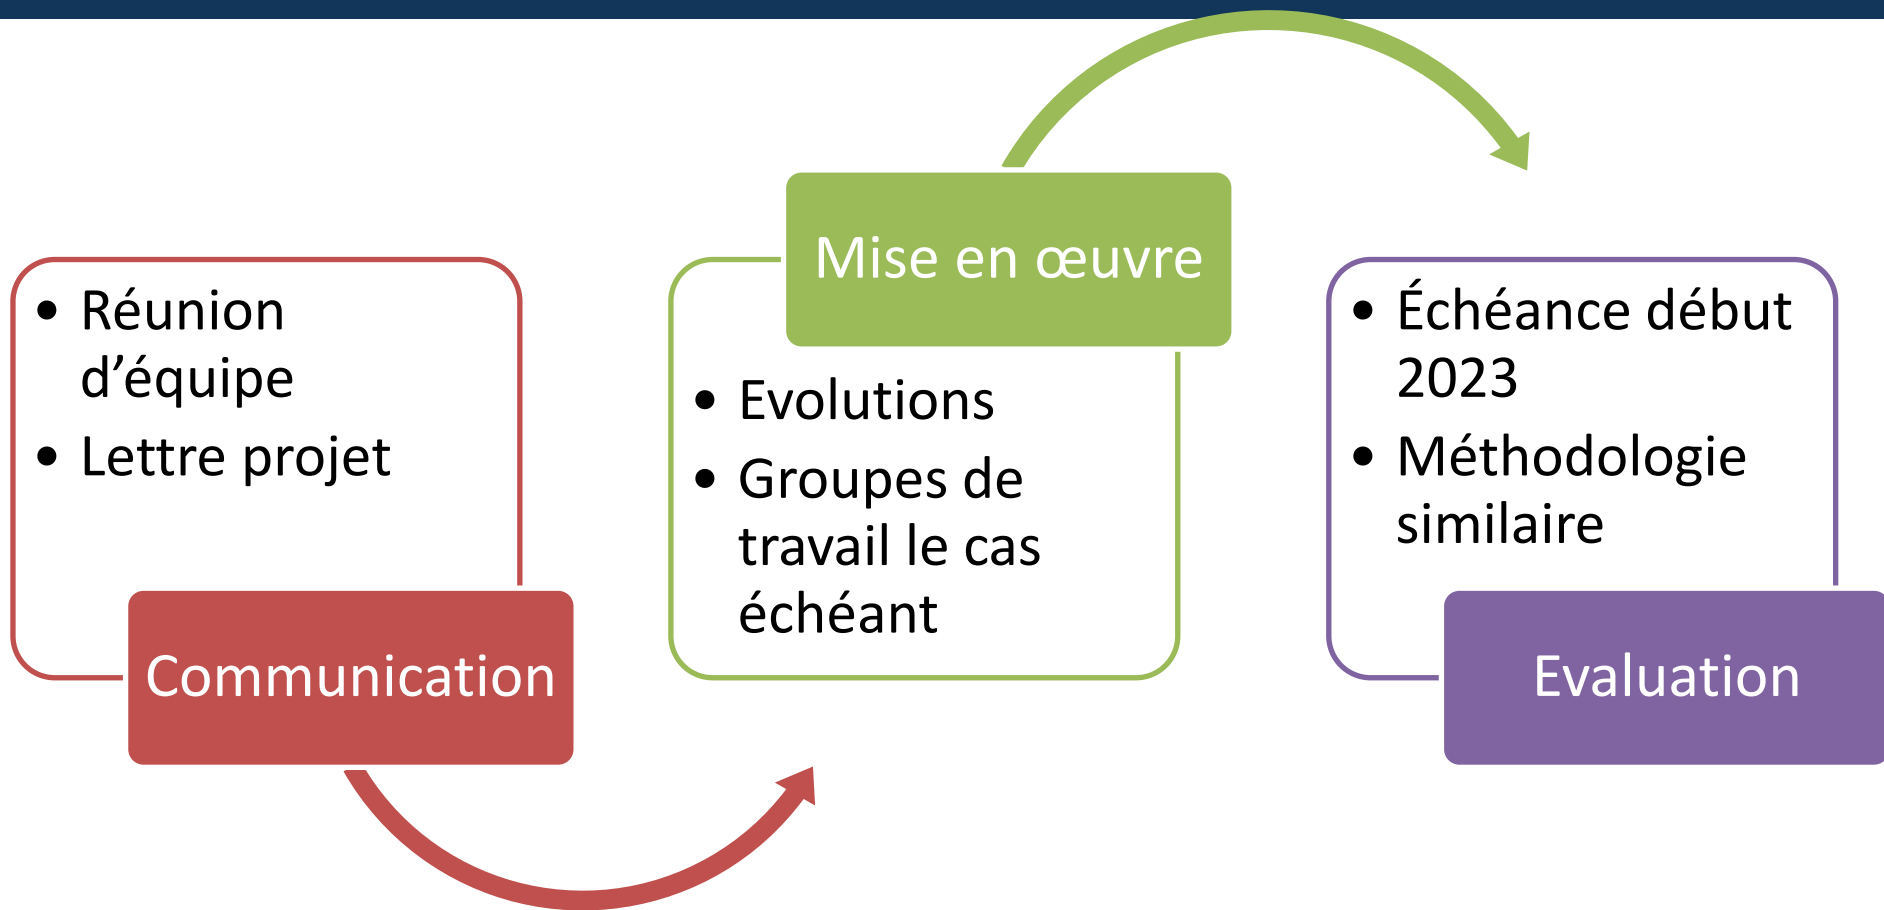 • Réunion
d’équipe
• Lettre projet
Communication
Mise en œuvre
• Evolutions
• Groupes de
travail le cas
échéant
• Échéance début
2023
• Méthodologie
similaire
Evaluation